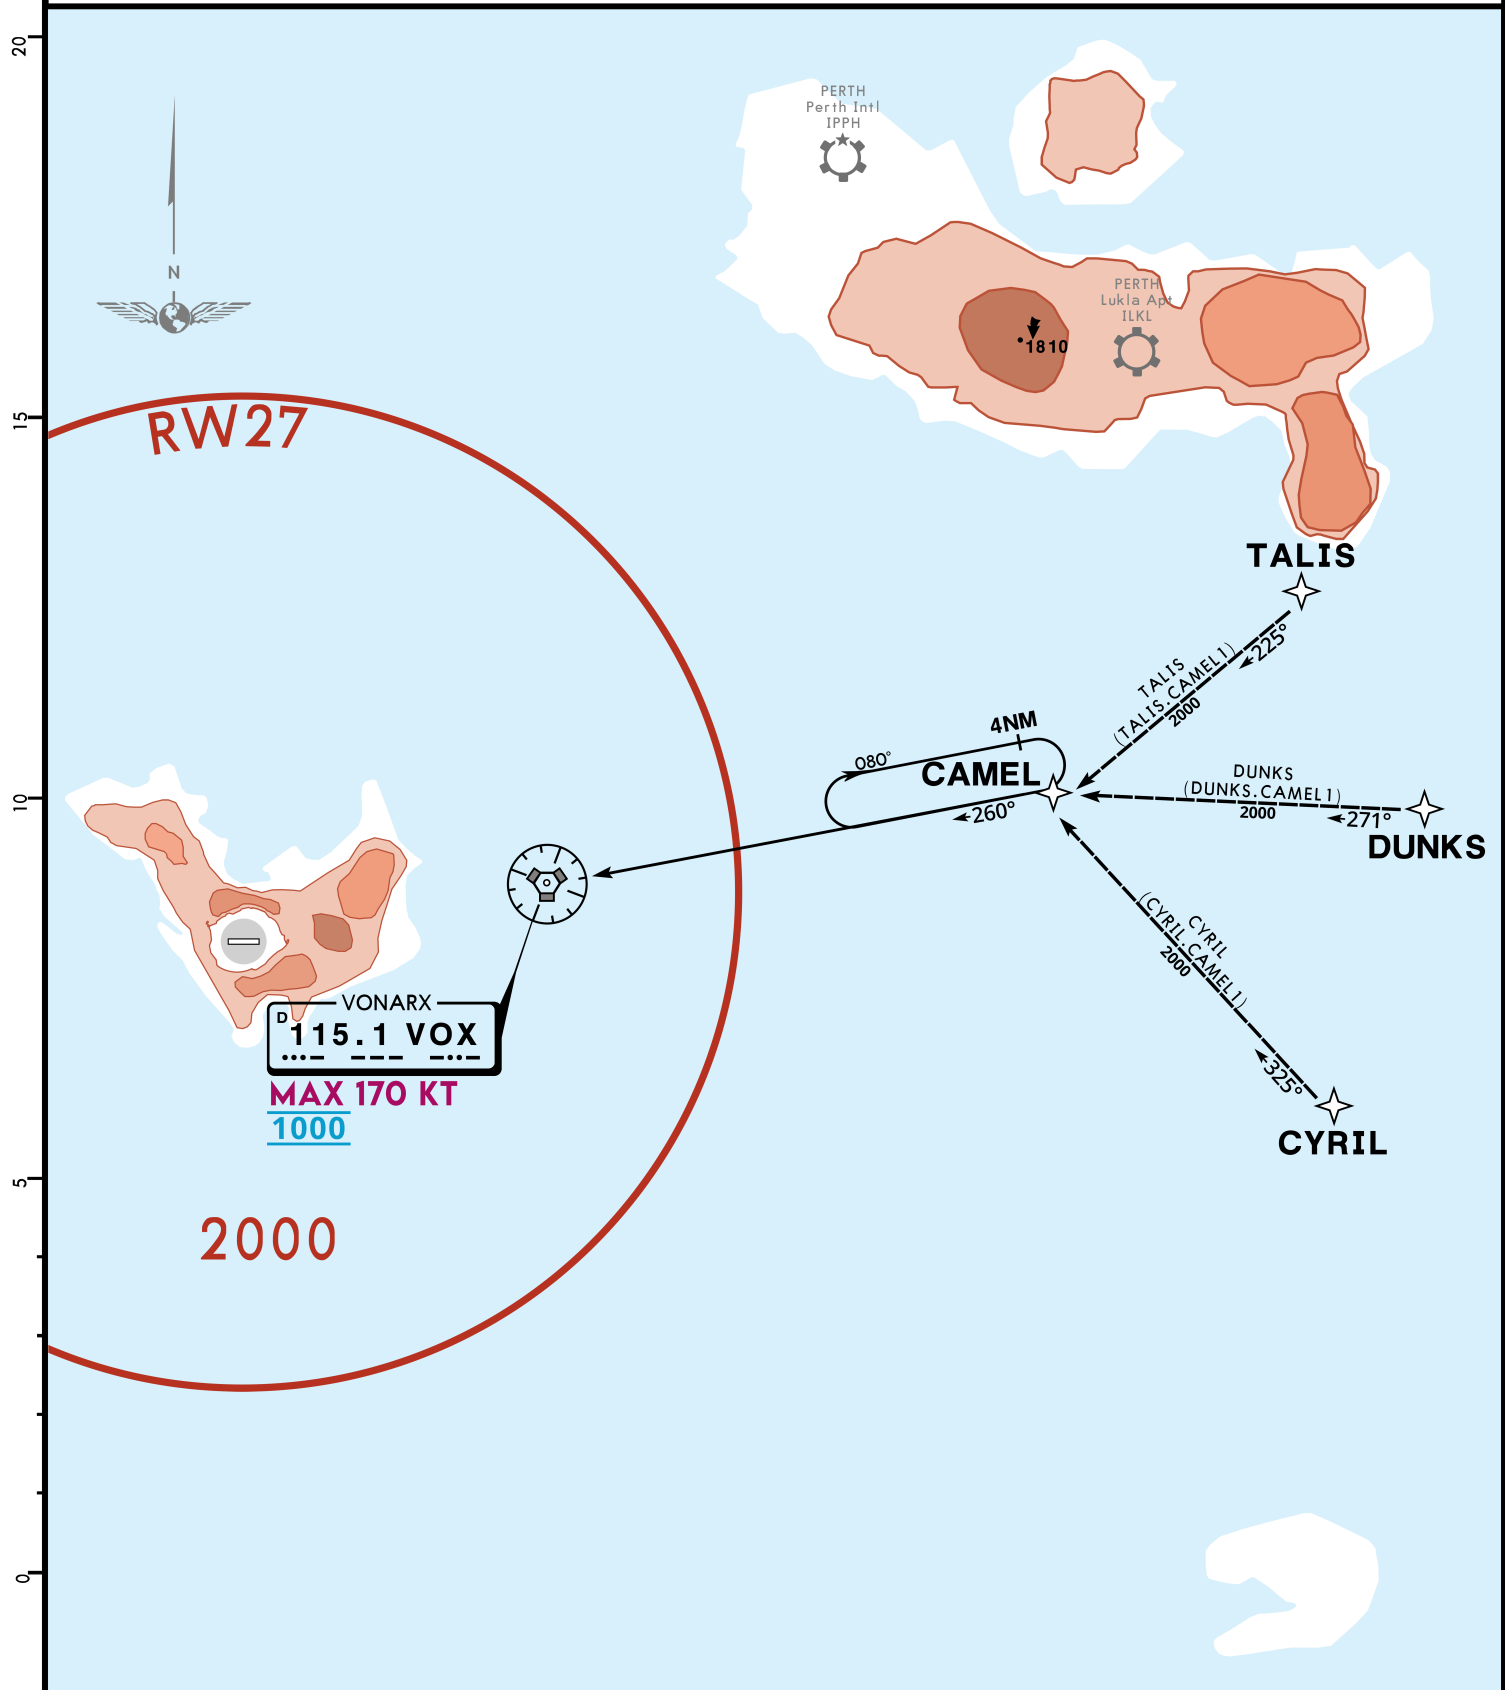 20
PERTH
Perth Intl
IPPH
N
PERTH
Lukla Apt
ILKL
1810
15
RW27
TALIS
225°
TALIS
(TALIS.CAMEL1)
2000
4NM
080°
CAMEL
260°
10
DUNKS
(DUNKS.CAMEL1)
2000
271°
DUNKS
CYRIL
(CYRIL.CAMEL1)
2000
325°
CYRIL
VONARX
D
115.1 VOX
MAX 170 KT
1000
5
2000
0